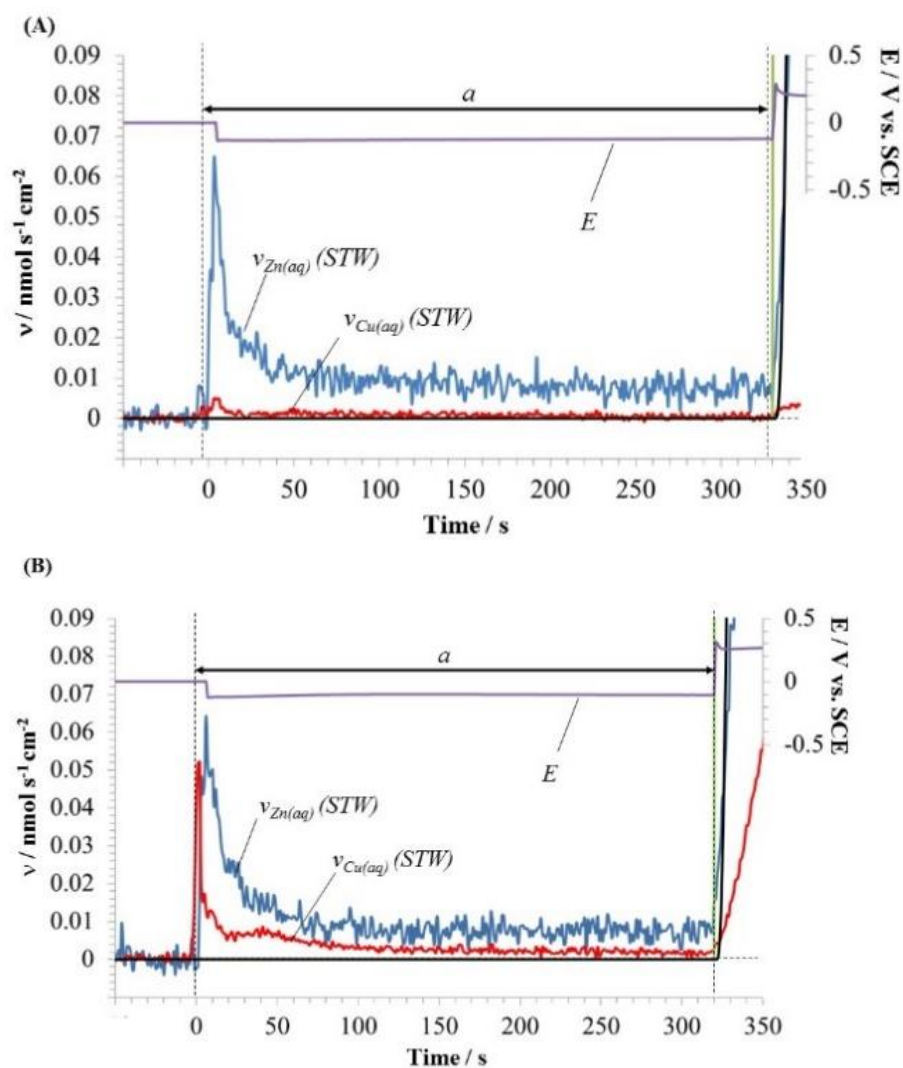 (A)
0.09
0.08
0.07
0.06
0.05
0.04
0.03
0.02
0.01
0
ν / nmol s⁻¹ cm⁻²
a
E
v_Zn(aq) (STW)
v_Cu(aq) (STW)
0.5
0
-0.5
E / V vs. SCE
0 50 100 150 200 250 300 350
Time / s
(B)
0.09
0.08
0.07
0.06
0.05
0.04
0.03
0.02
0.01
0
ν / nmol s⁻¹ cm⁻²
a
E
v_Zn(aq) (STW)
v_Cu(aq) (STW)
0.5
0
-0.5
E / V vs. SCE
0 50 100 150 200 250 300 350
Time / s